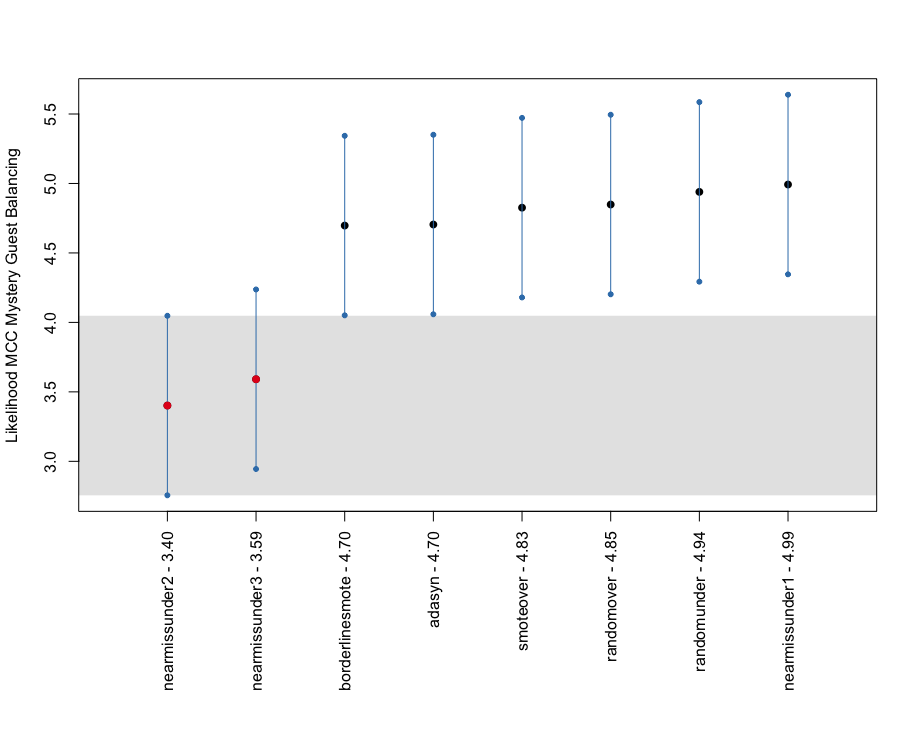 Likelihood MCC Mystery Guest Balancing
5.5
5.0
4.5
4.0
3.5
3.0
nearmissunder2 - 3.40
nearmissunder3 - 3.59
borderlinesmote - 4.70
adasyn - 4.70
smoteover - 4.83
randomover - 4.85
randomunder - 4.94
nearmissunder1 - 4.99